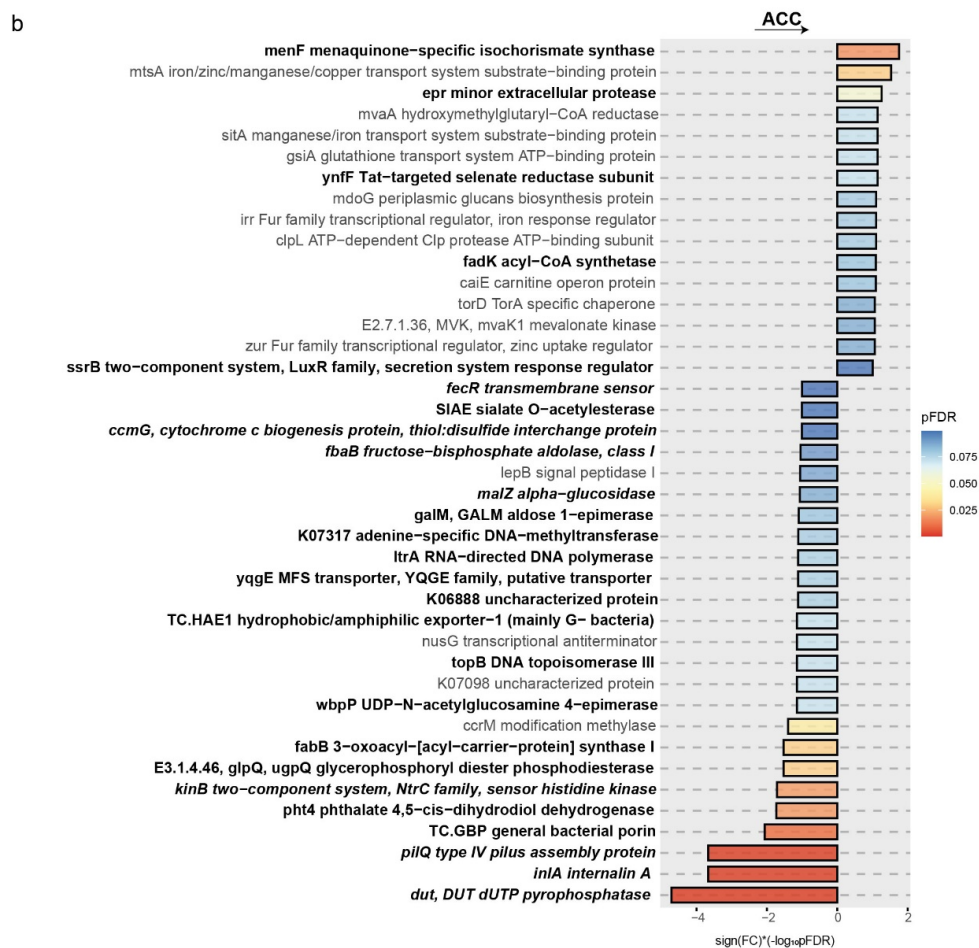 b
ACC
menF menaquinone−specific isochorismate synthase
mtsA iron/zinc/manganese/copper transport system substrate−binding protein
epr minor extracellular protease
mvaA hydroxymethylglutaryl−CoA reductase
sitA manganese/iron transport system substrate−binding protein
gsiA glutathione transport system ATP−binding protein
ynfF Tat−targeted selenate reductase subunit
mdoG periplasmic glucans biosynthesis protein
irr Fur family transcriptional regulator, iron response regulator
clpL ATP−dependent Clp protease ATP−binding subunit
fadK acyl−CoA synthetase
caiE carnitine operon protein
torD TorA specific chaperone
E2.7.1.36, MVK, mvaK1 mevalonate kinase
zur Fur family transcriptional regulator, zinc uptake regulator
ssrB two−component system, LuxR family, secretion system response regulator
fecR transmembrane sensor
SIAE sialate O−acetylesterase
ccmG, cytochrome c biogenesis protein, thiol:disulfide interchange protein
fbaB fructose−bisphosphate aldolase, class I
lepB signal peptidase I
malZ alpha−glucosidase
galM, GALM aldose 1−epimerase
K07317 adenine−specific DNA−methyltransferase
ltrA RNA−directed DNA polymerase
yqgE MFS transporter, YQGE family, putative transporter
K06888 uncharacterized protein
TC.HAE1 hydrophobic/amphiphilic exporter−1 (mainly G− bacteria)
nusG transcriptional antiterminator
topB DNA topoisomerase III
K07098 uncharacterized protein
wbpP UDP−N−acetylglucosamine 4−epimerase
ccrM modification methylase
fabB 3−oxoacyl−[acyl−carrier−protein] synthase I
E3.1.4.46, glpQ, ugpQ glycerophosphoryl diester phosphodiesterase
kinB two−component system, NtrC family, sensor histidine kinase
pht4 phthalate 4,5−cis−dihydrodiol dehydrogenase
TC.GBP general bacterial porin
pilQ type IV pilus assembly protein
inlA internalin A
dut, DUT dUTP pyrophosphatase
−4 −2 0 2
sign(FC)*(-log₁₀pFDR)
pFDR
0.075
0.050
0.025